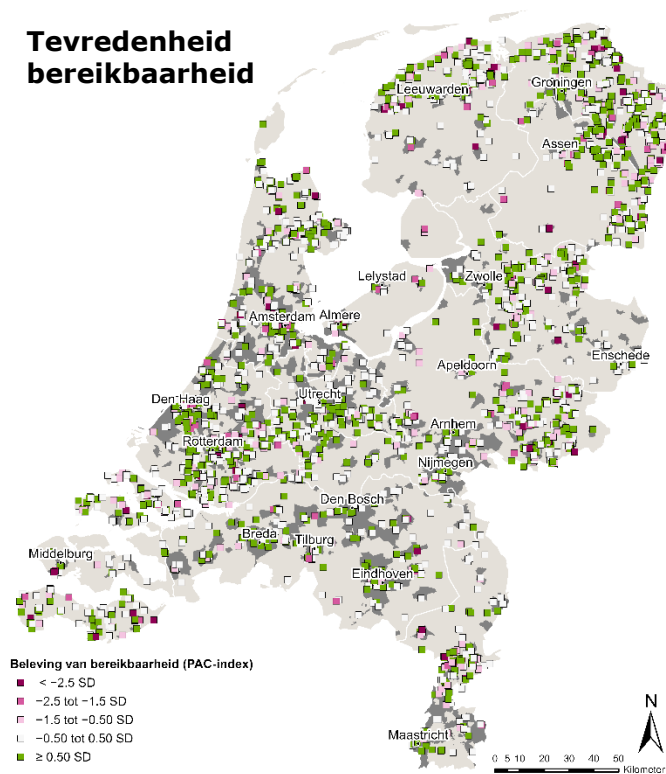 Tevredenheid
bereikbaarheid
Leeuwarden
Groningen
Assen
Lelystad
Zwolle
Amsterdam
Almere
Apeldoorn
Enschede
Den Haag
Utrecht
Rotterdam
Arnhem
Nijmegen
Den Bosch
Breda
Tilburg
Middelburg
Eindhoven
Maastricht
Beleving van bereikbaarheid (PAC-index)
< −2.5 SD
−2.5 tot −1.5 SD
−1.5 tot −0.50 SD
−0.50 tot 0.50 SD
≥ 0.50 SD
N
0 5 10 20 30 40 50
Kilometer